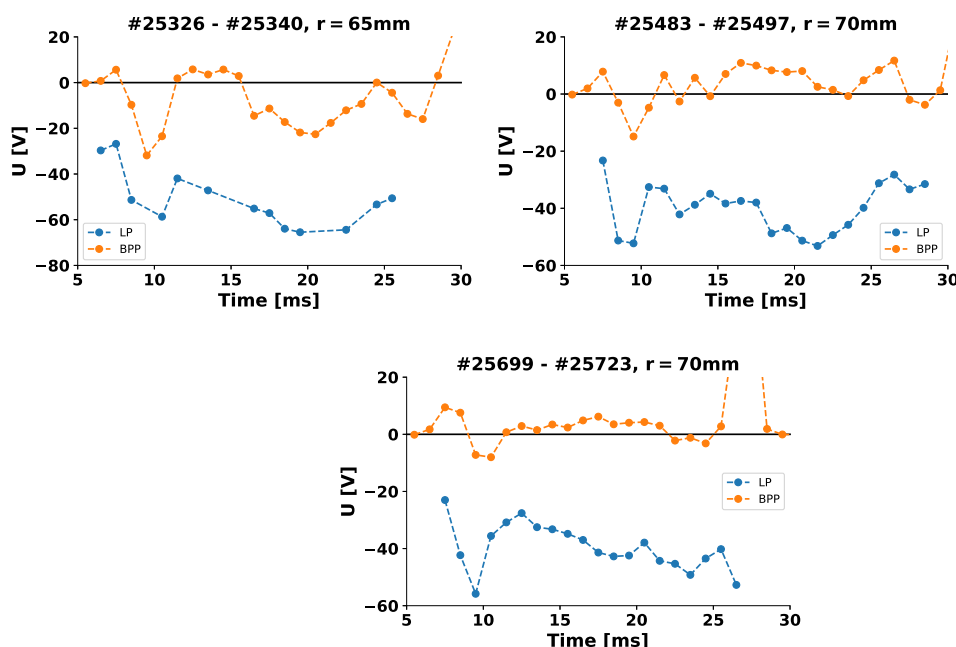 #25326 - #25340, r = 65mm
20
0
−20
−40
−60
−80
U [V]
LP
BPP
5
10
15
20
25
30
Time [ms]
#25483 - #25497, r = 70mm
20
0
−20
−40
−60
U [V]
LP
BPP
5
10
15
20
25
30
Time [ms]
#25699 - #25723, r = 70mm
20
0
−20
−40
−60
U [V]
LP
BPP
5
10
15
20
25
30
Time [ms]